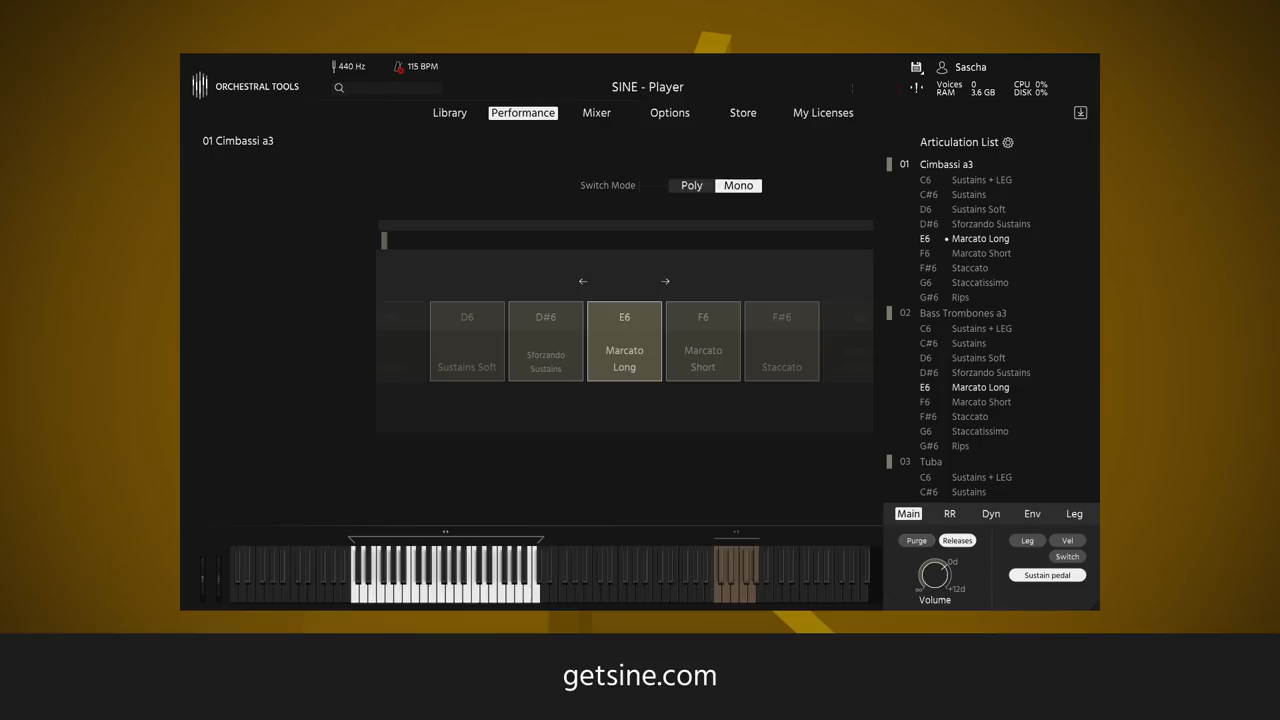 440 Hz
115 BPM
Sascha
ORCHESTRAL TOOLS
SINE - Player
Voices 0
RAM 3.6 GB
CPU 0%
DISK 0%
Library
Performance
Mixer
Options
Store
My Licenses
01 Cimbassi a3
Switch Mode
Poly
Mono
D6
Sustains Soft
D#6
Sforzando
Sustains
E6
Marcato
Long
F6
Marcato
Short
F#6
Staccato
Articulation List
01 Cimbassi a3
C6 Sustains + LEG
C#6 Sustains
D6 Sustains Soft
D#6 Sforzando Sustains
E6 • Marcato Long
F6 Marcato Short
F#6 Staccato
G6 Staccatissimo
G#6 Rips
02 Bass Trombones a3
C6 Sustains + LEG
C#6 Sustains
D6 Sustains Soft
D#6 Sforzando Sustains
E6 Marcato Long
F6 Marcato Short
F#6 Staccato
G6 Staccatissimo
G#6 Rips
03 Tuba
C6 Sustains + LEG
C#6 Sustains
Main
RR
Dyn
Env
Leg
Purge
Releases
Leg
Vel
Switch
Sustain pedal
0d
∞
+12d
Volume
getsine.com